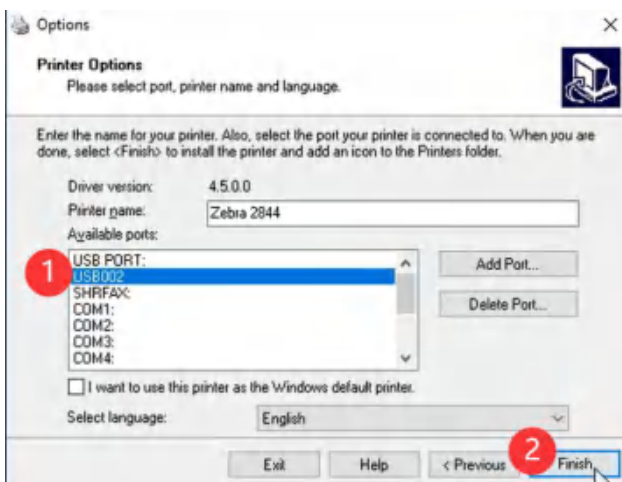 Options
Printer Options
Please select port, printer name and language.
Enter the name for your printer. Also, select the port your printer is connected to. When you are
done, select <Finish> to install the printer and add an icon to the Printers folder.
Driver version: 4.5.0.0
Printer name: Zebra 2844
Available ports:
USB PORT:
1 USB002
SHRFAX:
COM1:
COM2:
COM3:
COM4:
Add Port...
Delete Port...
I want to use this printer as the Windows default printer.
Select language: English
2
Exit Help < Previous Finish